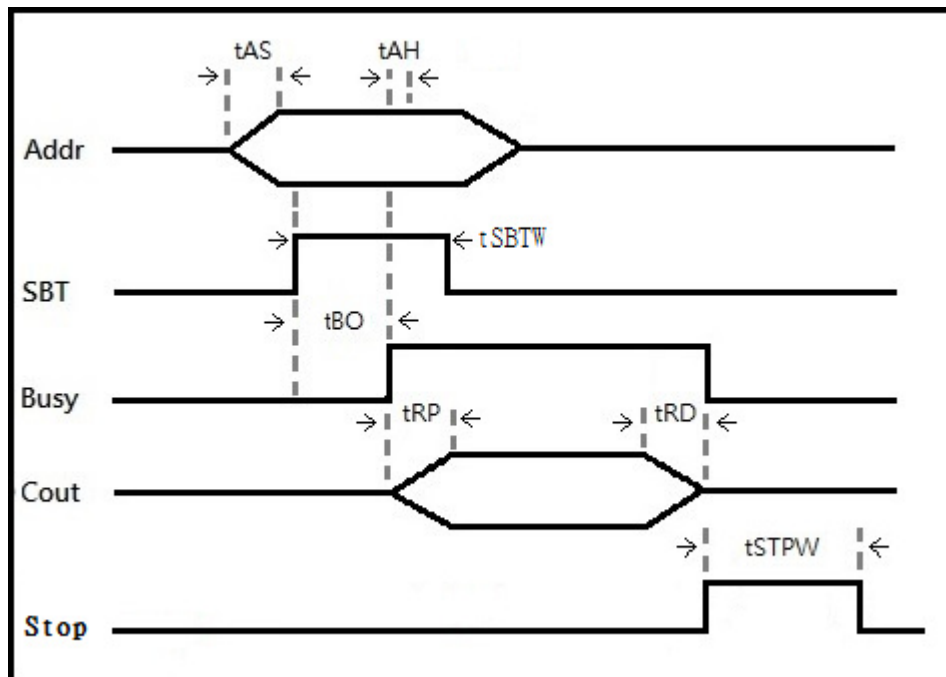 tAS tAH
Addr
tSBTW
SBT
tBO
Busy
tRP tRD
Cout
tSTPW
Stop